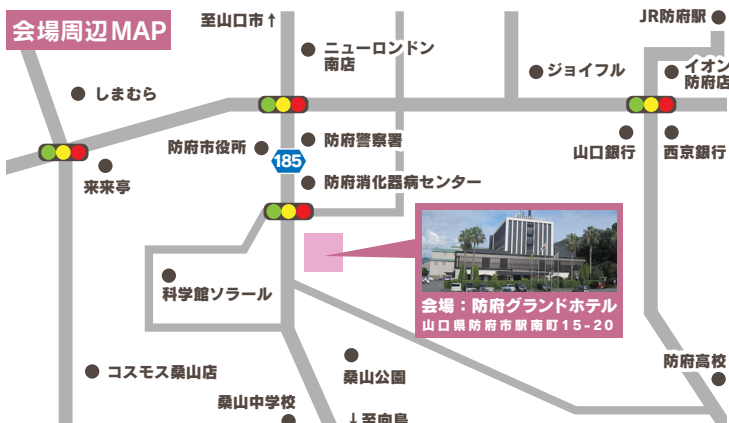 会場周辺MAP
至山口市↑
JR防府駅
ニューロンドン
南店
ジョイフル
イオン
防府店
しまむら
防府市役所
防府警察署
山口銀行
西京銀行
185
来来亭
防府消化器病センター
科学館ソラール
会場：防府グランドホテル
山口県防府市駅南町15-20
コスモス桑山店
桑山公園
防府高校
桑山中学校
↓至向島